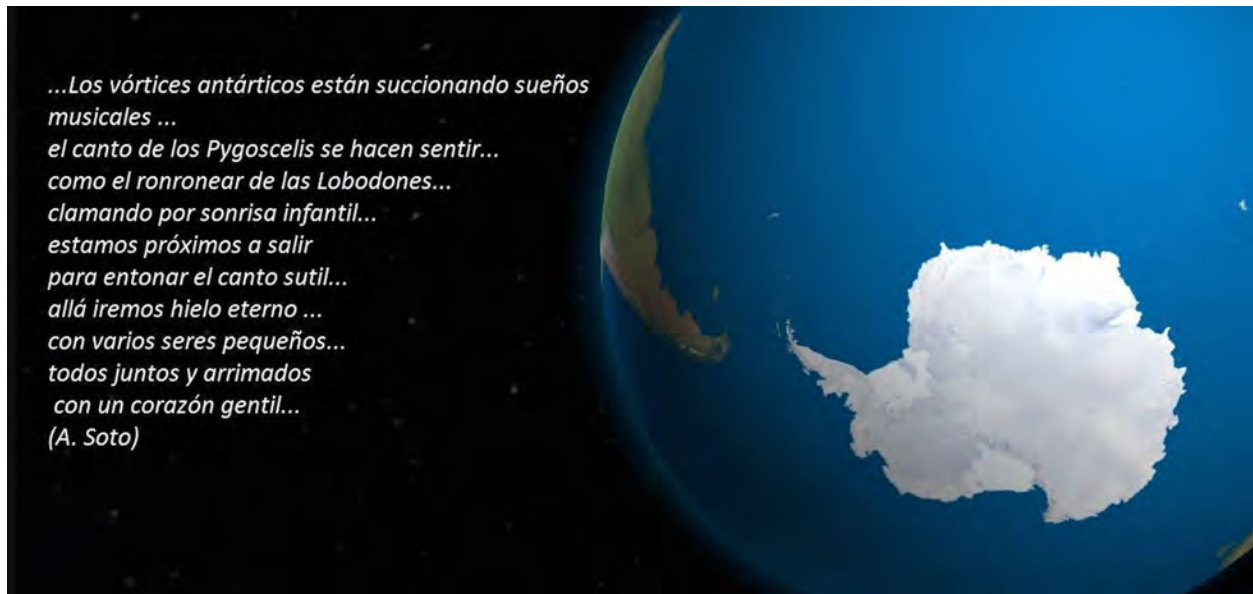 ...Los vórtices antárticos están succionando sueños
musicales ...
el canto de los Pygoscelis se hacen sentir...
como el ronronear de las Lobodones...
clamando por sonrisa infantil...
estamos próximos a salir
para entonar el canto sutil...
allá iremos hielo eterno ...
con varios seres pequeños...
todos juntos y arrimados
con un corazón gentil...
(A. Soto)